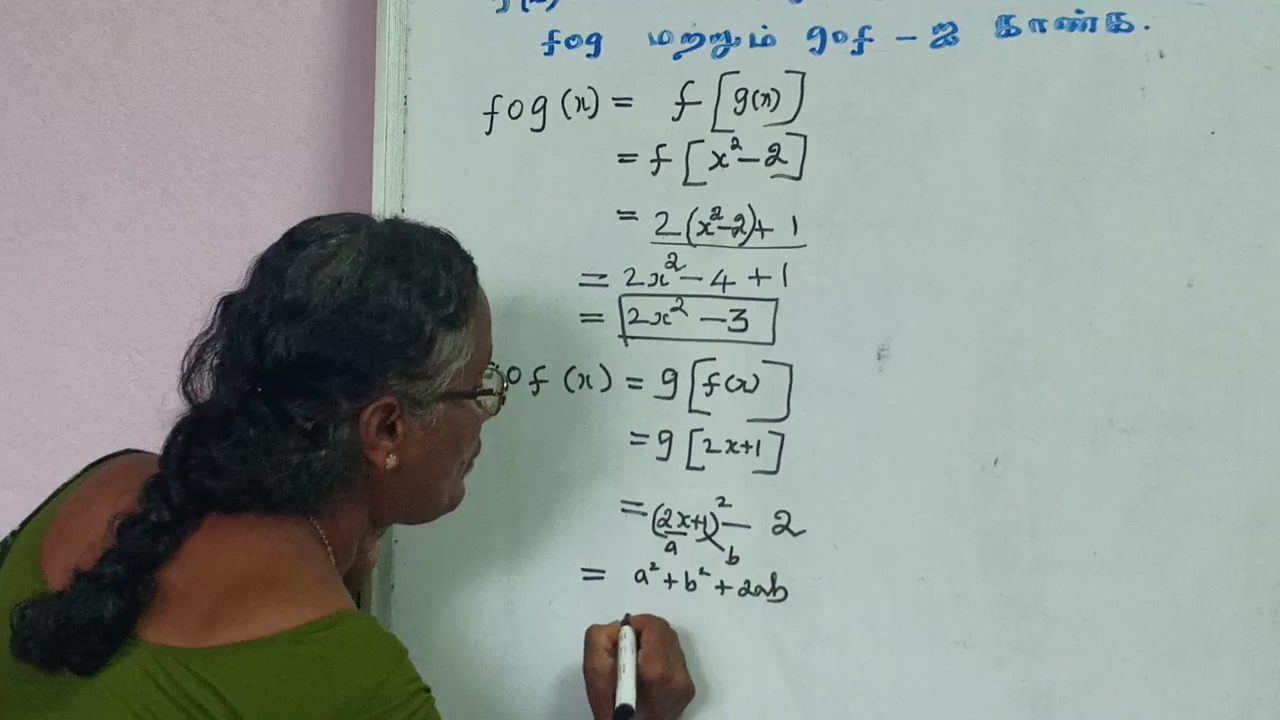 f(x)
fog மற்றும் gof - ஐ காண்க.
fog (x) = f [g(x)]
= f [x² - 2]
= 2(x² - 2) + 1
= 2x² - 4 + 1
= 2x² - 3
of (x) = g [f(x)]
= g [2x+1]
= (2x+1)² - 2
a b
= a² + b² + 2ab